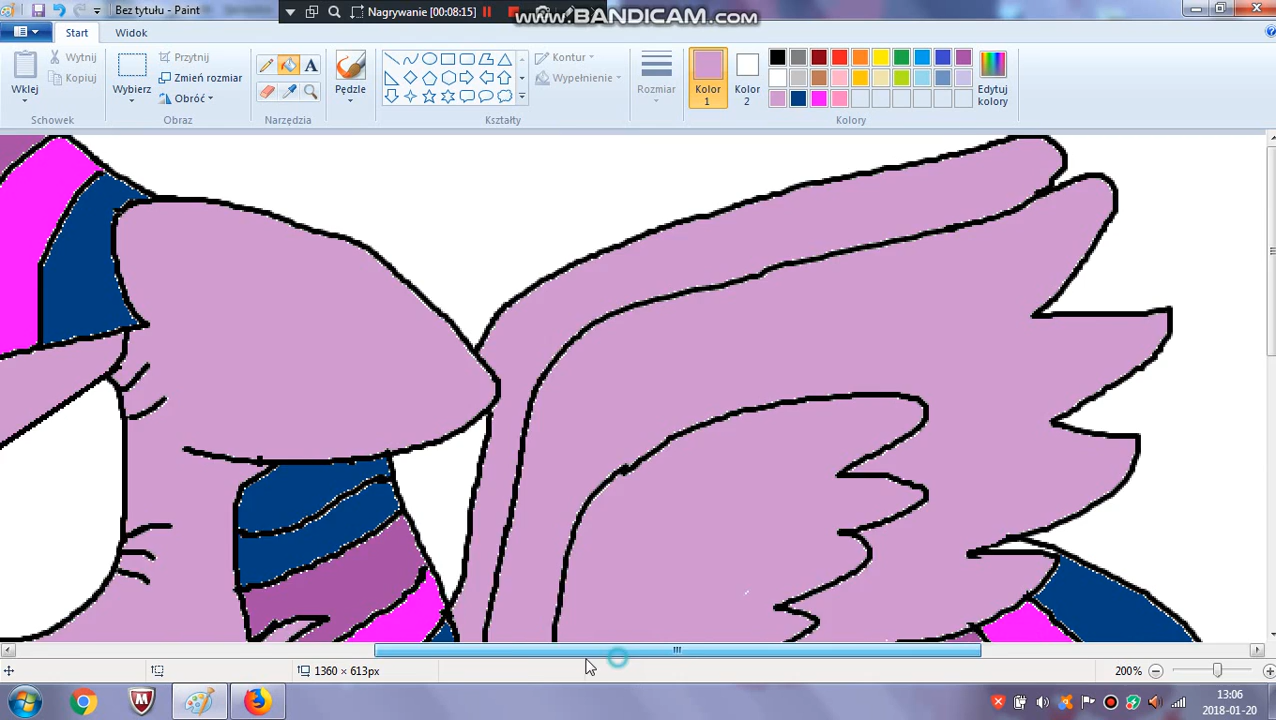 Bez tytułu - Paint
Nagrywanie [00:08:15]
www.BANDICAM.com
Start
Widok
Wklej
Wytnij
Kopiuj
Schowek
Wybierz
Przytnij
Zmień rozmiar
Obróć
Obraz
A
Narzędzia
Pędzle
Kontur
Wypełnienie
Kształty
Rozmiar
Kolor
1
Kolor
2
Edytuj
kolory
Kolory
1360 × 613px
200%
13:06
2018-01-20